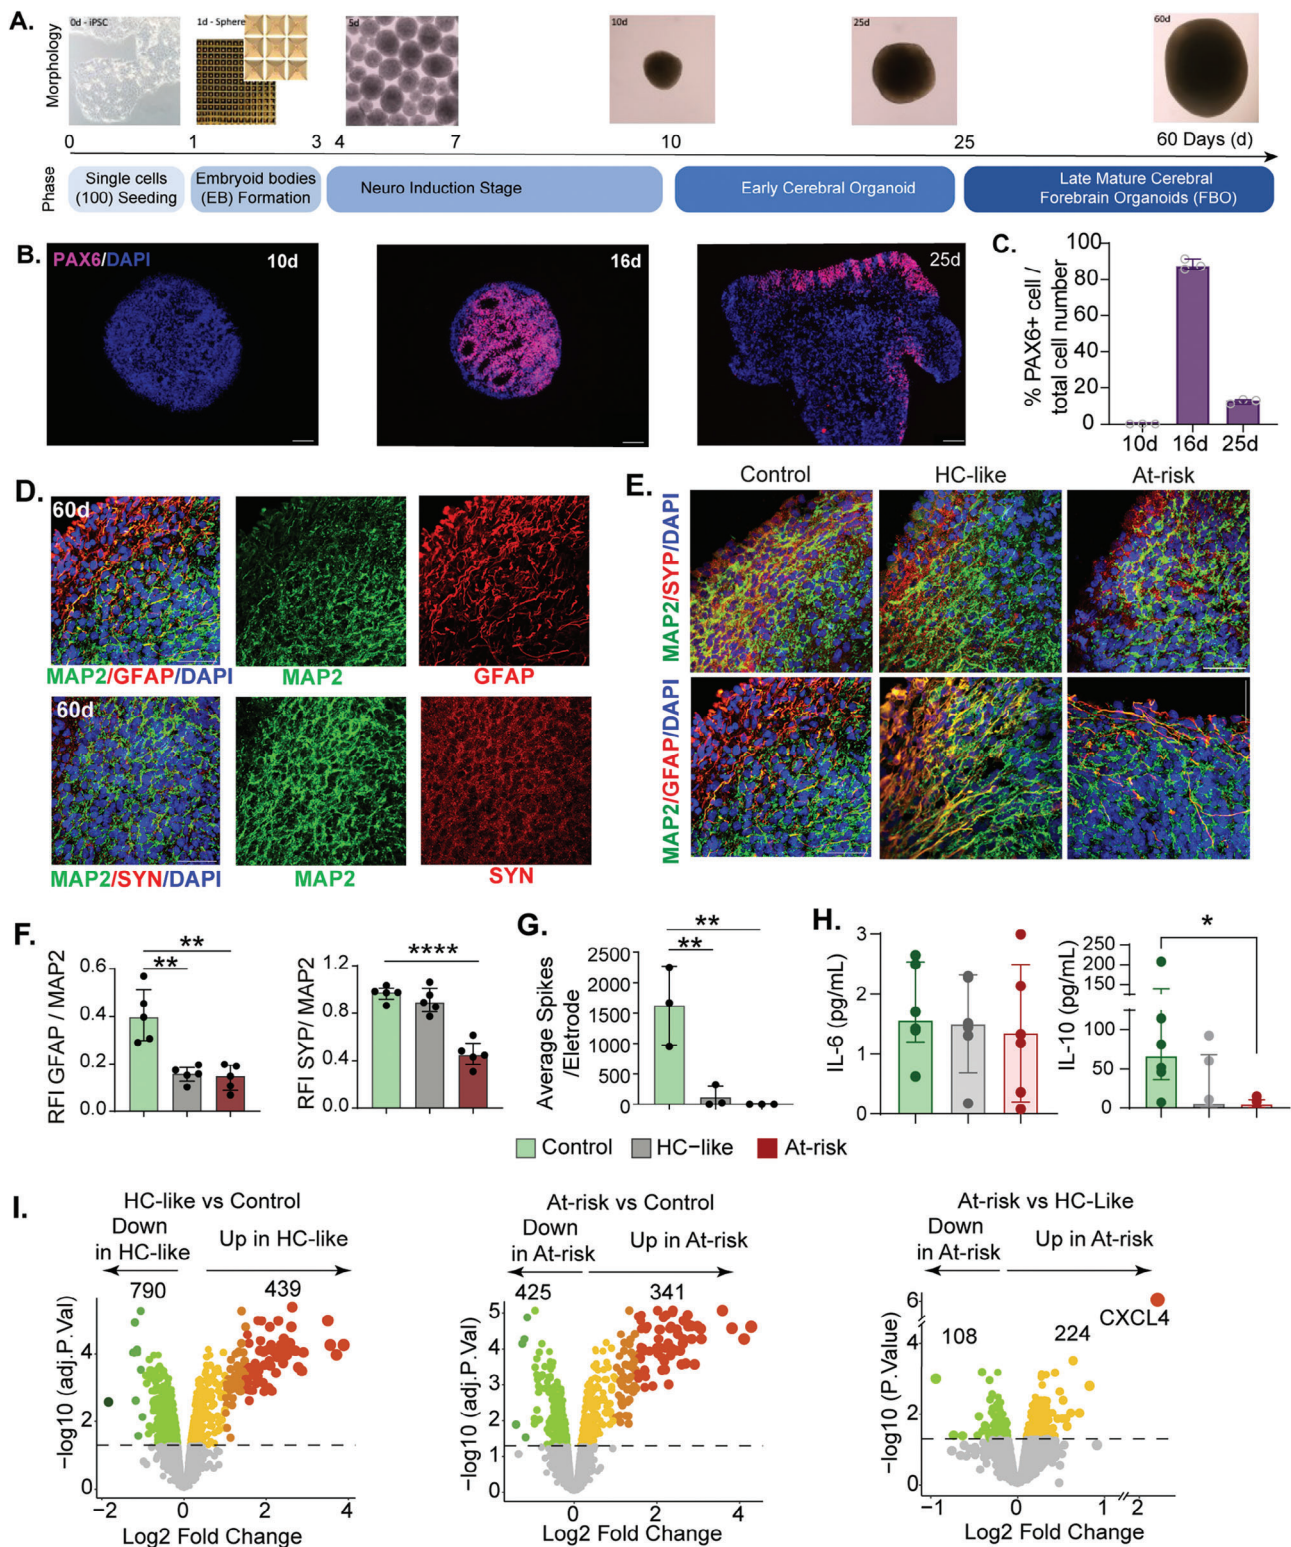 A.
Morphology
0d - iPSC
1d - Sphere
5d
10d
25d
60d
0 1 3 4 7 10 25 60 Days (d)
Phase
Single cells
(100) Seeding
Embryoid bodies
(EB) Formation
Neuro Induction Stage
Early Cerebral Organoid
Late Mature Cerebral
Forebrain Organoids (FBO)
B.
PAX6/DAPI
10d
16d
25d
C.
% PAX6+ cell /
total cell number
100
80
60
40
20
0
10d 16d 25d
D.
60d
MAP2/GFAP/DAPI
MAP2
GFAP
60d
MAP2/SYN/DAPI
MAP2
SYN
E.
Control
HC-like
At-risk
MAP2/SYP/DAPI
MAP2/GFAP/DAPI
F.
RFI GFAP / MAP2
0.6
0.4
0.2
0.0
**
**
RFI SYP/ MAP2
1.2
0.8
0.4
0.0
****
G.
Average Spikes
/Eletrode
2500
2000
1500
1000
500
0
**
**
H.
IL-6 (pg/mL)
3
2
1
0
IL-10 (pg/mL)
250
200
150
100
50
0
*
Control
HC-like
At-risk
I.
HC-like vs Control
Down
in HC-like
Up in HC-like
790
439
−log10 (adj.P.Val)
4
2
0
−2 0 2 4
Log2 Fold Change
At-risk vs Control
Down
in At-risk
Up in At-risk
425
341
−log10 (adj.P.Val)
5
4
3
2
1
0
0 2 4
Log2 Fold Change
At-risk vs HC-Like
Down
in At-risk
Up in At-risk
108
224
CXCL4
−log10 (P.Value)
6
4
2
0
−1 0 1 2
Log2 Fold Change